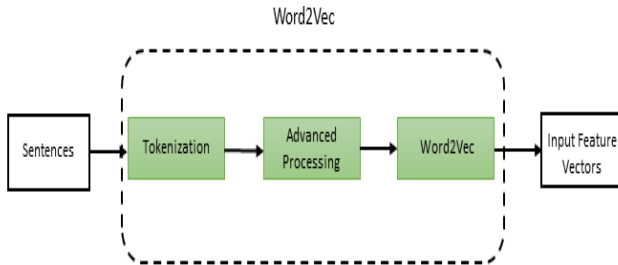 Word2Vec
Sentences
Tokenization
Advanced
Processing
Word2Vec
Input Feature
Vectors